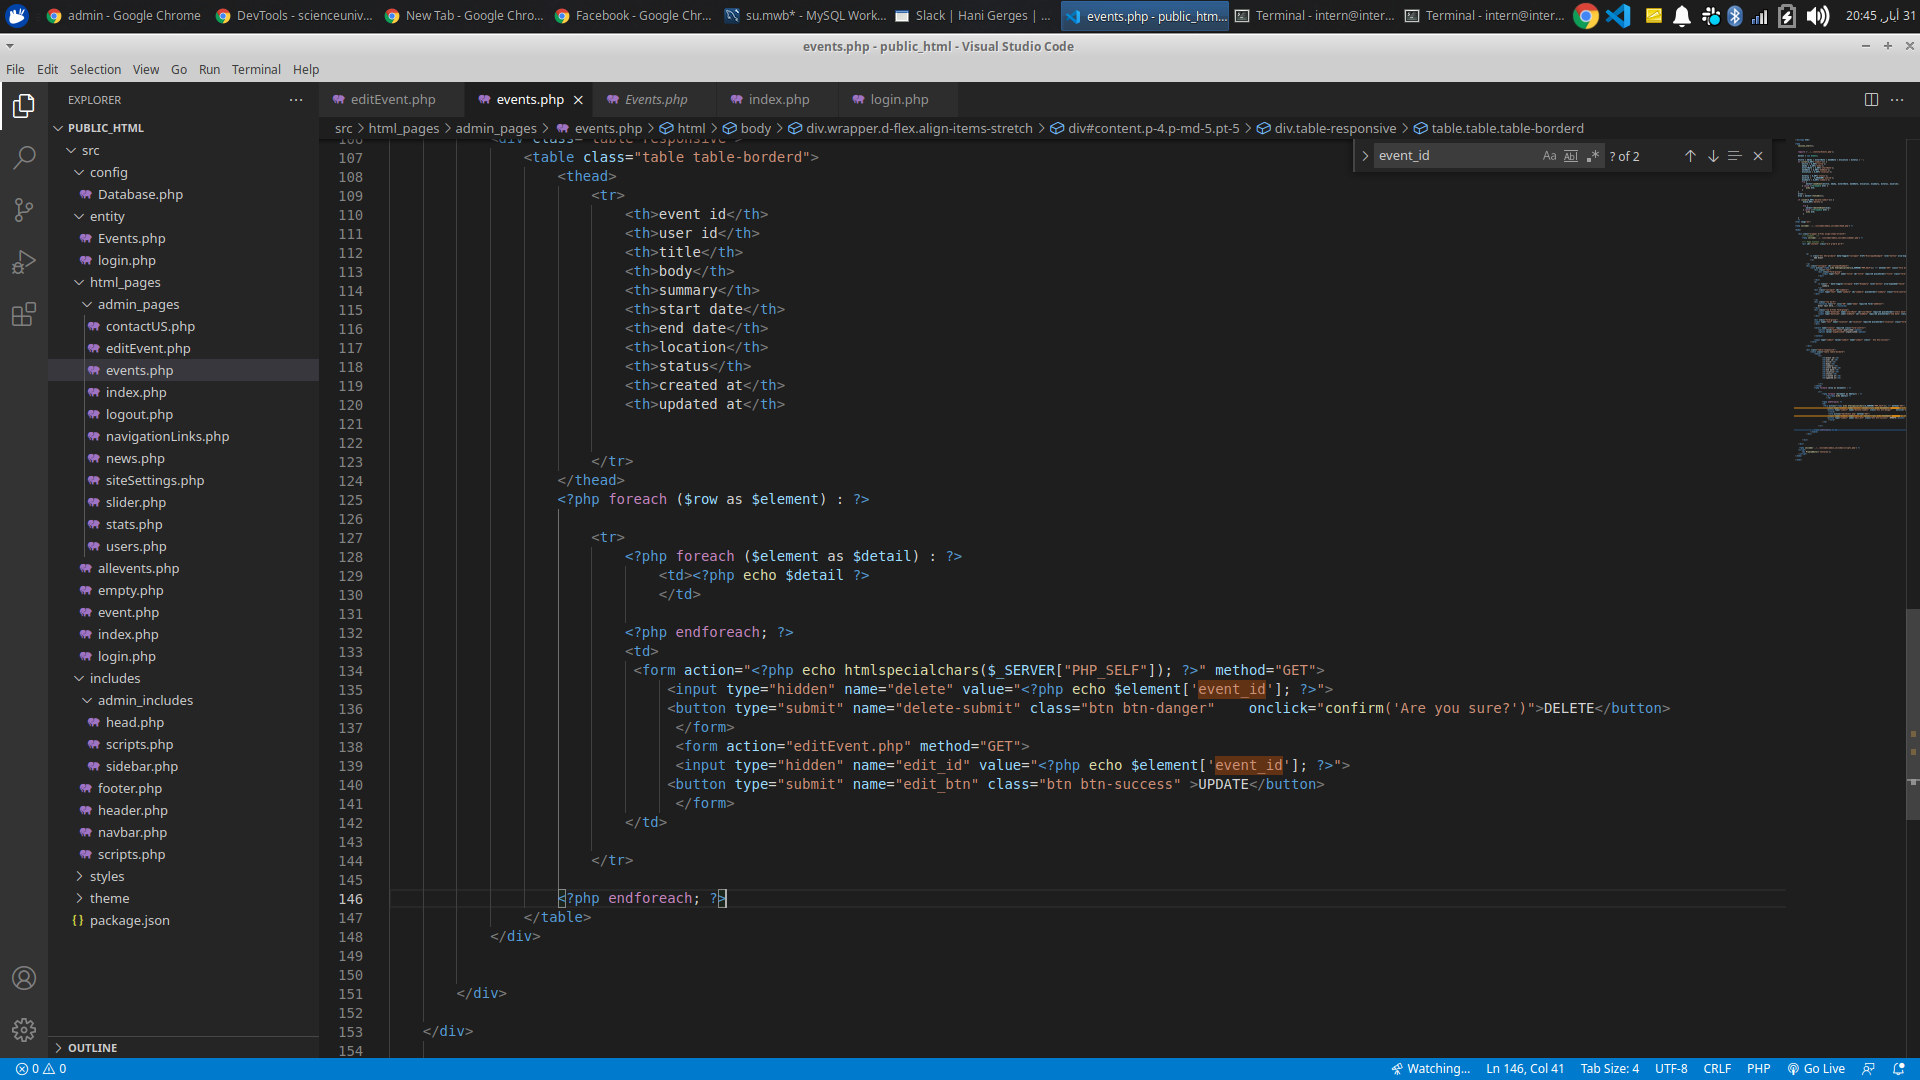 admin - Google Chrome
DevTools - scienceuniv...
New Tab - Google Chro...
Facebook - Google Chr...
su.mwb* - MySQL Work...
Slack | Hani Gerges | ...
events.php - public_htm...
Terminal - intern@inter...
Terminal - intern@inter...
31 أيار, 20:45
events.php - public_html - Visual Studio Code
File Edit Selection View Go Run Terminal Help
EXPLORER
PUBLIC_HTML
src
config
Database.php
entity
Events.php
login.php
html_pages
admin_pages
contactUS.php
editEvent.php
events.php
index.php
logout.php
navigationLinks.php
news.php
siteSettings.php
slider.php
stats.php
users.php
allevents.php
empty.php
event.php
index.php
login.php
includes
admin_includes
head.php
scripts.php
sidebar.php
footer.php
header.php
navbar.php
scripts.php
styles
theme
package.json
OUTLINE
editEvent.php events.php Events.php index.php login.php
src > html_pages > admin_pages > events.php > html > body > div.wrapper.d-flex.align-items-stretch > div#content.p-4.p-md-5.pt-5 > div.table-responsive > table.table.table-borderd
event_id Aa Abl .* ? of 2
106 <div class="table-responsive">
107 <table class="table table-borderd">
108 <thead>
109 <tr>
110 <th>event id</th>
111 <th>user id</th>
112 <th>title</th>
113 <th>body</th>
114 <th>summary</th>
115 <th>start date</th>
116 <th>end date</th>
117 <th>location</th>
118 <th>status</th>
119 <th>created at</th>
120 <th>updated at</th>
121
122
123 </tr>
124 </thead>
125 <?php foreach ($row as $element) : ?>
126
127 <tr>
128 <?php foreach ($element as $detail) : ?>
129 <td><?php echo $detail ?>
130 </td>
131
132 <?php endforeach; ?>
133 <td>
134 <form action="<?php echo htmlspecialchars($_SERVER["PHP_SELF"]); ?>" method="GET">
135 <input type="hidden" name="delete" value="<?php echo $element['event_id']; ?>">
136 <button type="submit" name="delete-submit" class="btn btn-danger" onclick="confirm('Are you sure?')">DELETE</button>
137 </form>
138 <form action="editEvent.php" method="GET">
139 <input type="hidden" name="edit_id" value="<?php echo $element['event_id']; ?>">
140 <button type="submit" name="edit_btn" class="btn btn-success" >UPDATE</button>
141 </form>
142 </td>
143
144 </tr>
145
146 <?php endforeach; ?>
147 </table>
148 </div>
149
150
151 </div>
152
153 </div>
154
0 0
Watching... Ln 146, Col 41 Tab Size: 4 UTF-8 CRLF PHP Go Live